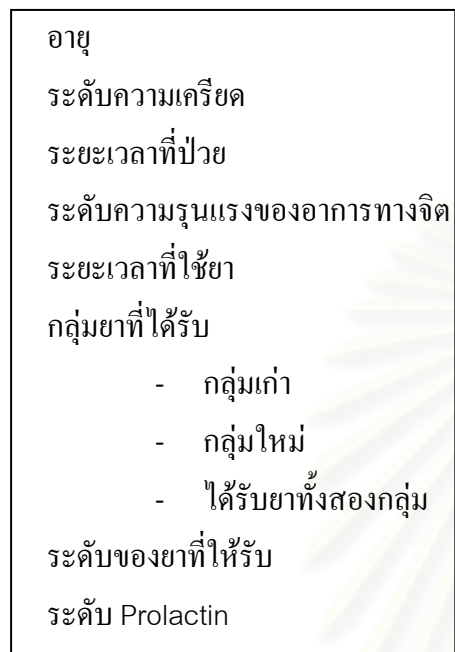 อายุ
ระดับความเครียด
ระยะเวลาที่ป่วย
ระดับความรุนแรงของอาการทางจิต
ระยะเวลาที่ใช้ยา
กลุ่มยาที่ได้รับ
- กลุ่มเก่า
- กลุ่มใหม่
- ได้รับยาทั้งสองกลุ่ม
ระดับของยาที่ให้รับ
ระดับ Prolactin